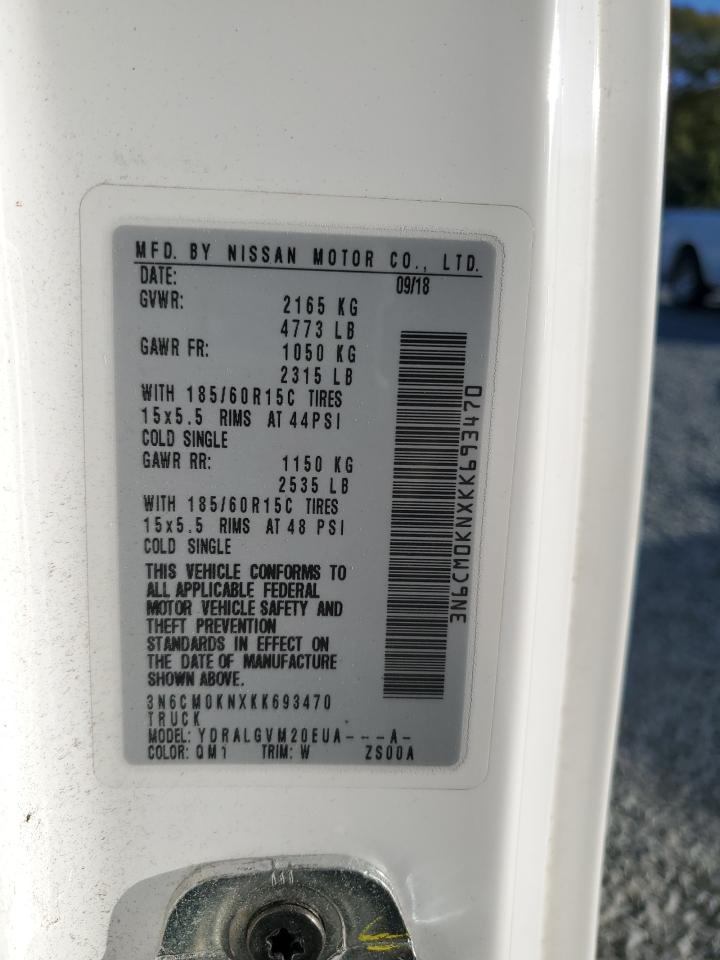 MFD. BY NISSAN MOTOR CO., LTD.
DATE: 09/18
GVWR: 2165 KG
4773 LB
GAWR FR: 1050 KG
2315 LB
WITH 185/60R15C TIRES
15x5.5 RIMS AT 44PSI
COLD SINGLE
GAWR RR: 1150 KG
2535 LB
WITH 185/60R15C TIRES
15x5.5 RIMS AT 48 PSI
COLD SINGLE
THIS VEHICLE CONFORMS TO
ALL APPLICABLE FEDERAL
MOTOR VEHICLE SAFETY AND
THEFT PREVENTION
STANDARDS IN EFFECT ON
THE DATE OF MANUFACTURE
SHOWN ABOVE.
3N6CM0KNXKK693470
TRUCK
MODEL: YDRALGVM20EUA---A-
COLOR: QM1 TRIM: W ZS00A
3N6CM0KNXKK693470